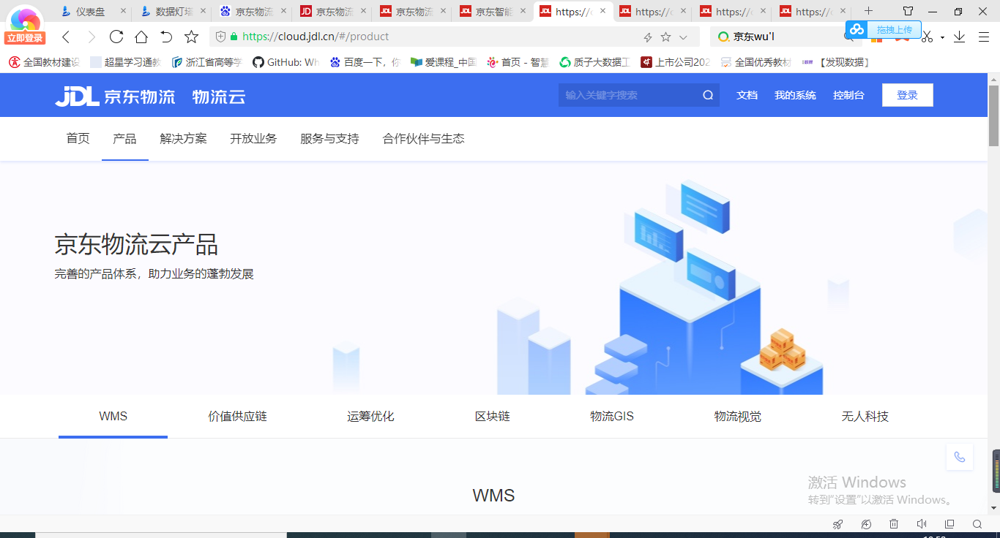 仪表盘
数据灯塔
京东物流
京东物流
京东物流
京东智能
https://c
https://c
https://c
https://c
立即登录
https://cloud.jdl.cn/#/product
京东wu'l
拖拽上传
全国教材建设
超星学习通教
浙江省高等学
GitHub: Wh
百度一下，你
爱课程_中国
首页 - 智慧
质子大数据工
上市公司202
全国优秀教材
【发现数据】
JDL 京东物流 物流云
输入关键字搜索
文档
我的系统
控制台
登录
首页
产品
解决方案
开放业务
服务与支持
合作伙伴与生态
京东物流云产品
完善的产品体系，助力业务的蓬勃发展
WMS
价值供应链
运筹优化
区块链
物流GIS
物流视觉
无人科技
WMS
激活 Windows
转到"设置"以激活 Windows。